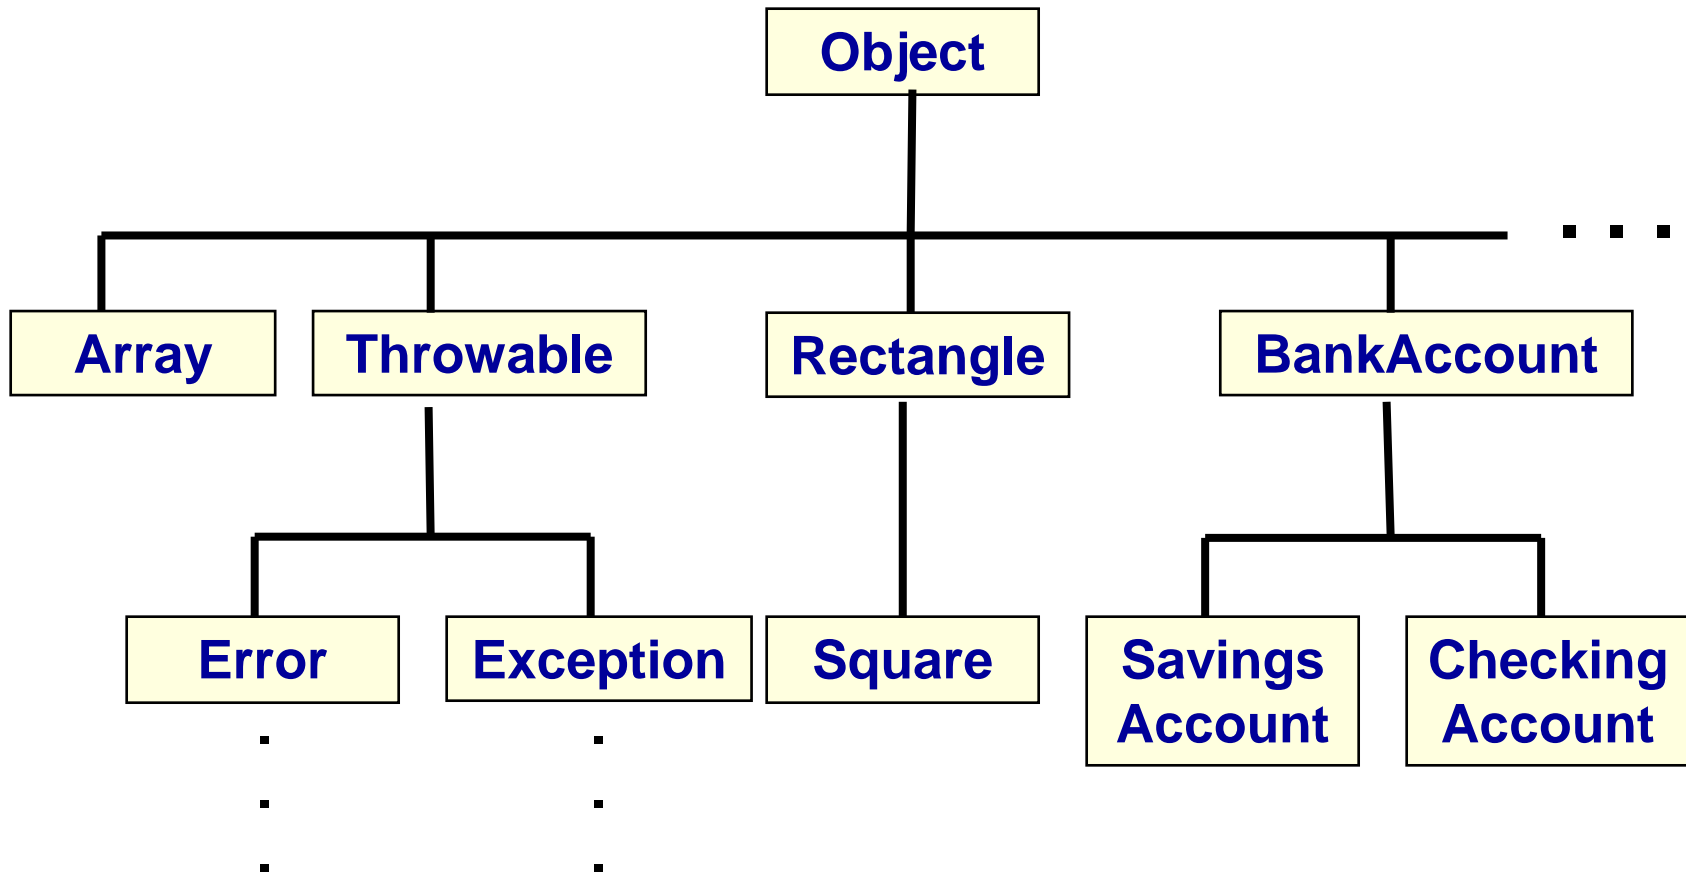 Object
Array
Throwable
Rectangle
BankAccount
Error
Exception
Square
Savings
Account
Checking
Account